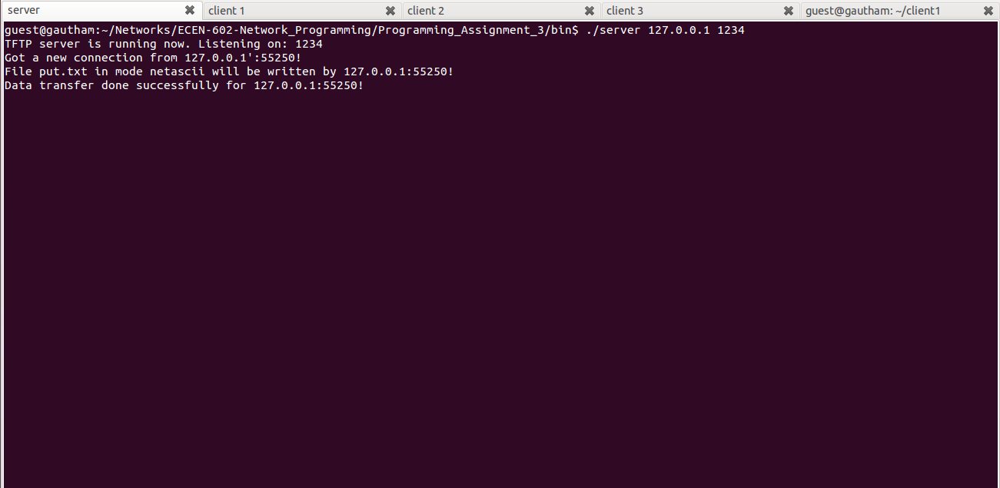 server client 1 client 2 client 3 guest@gautham: ~/client1
guest@gautham:~/Networks/ECEN-602-Network_Programming/Programming_Assignment_3/bin$ ./server 127.0.0.1 1234
TFTP server is running now. Listening on: 1234
Got a new connection from 127.0.0.1':55250!
File put.txt in mode netascii will be written by 127.0.0.1:55250!
Data transfer done successfully for 127.0.0.1:55250!